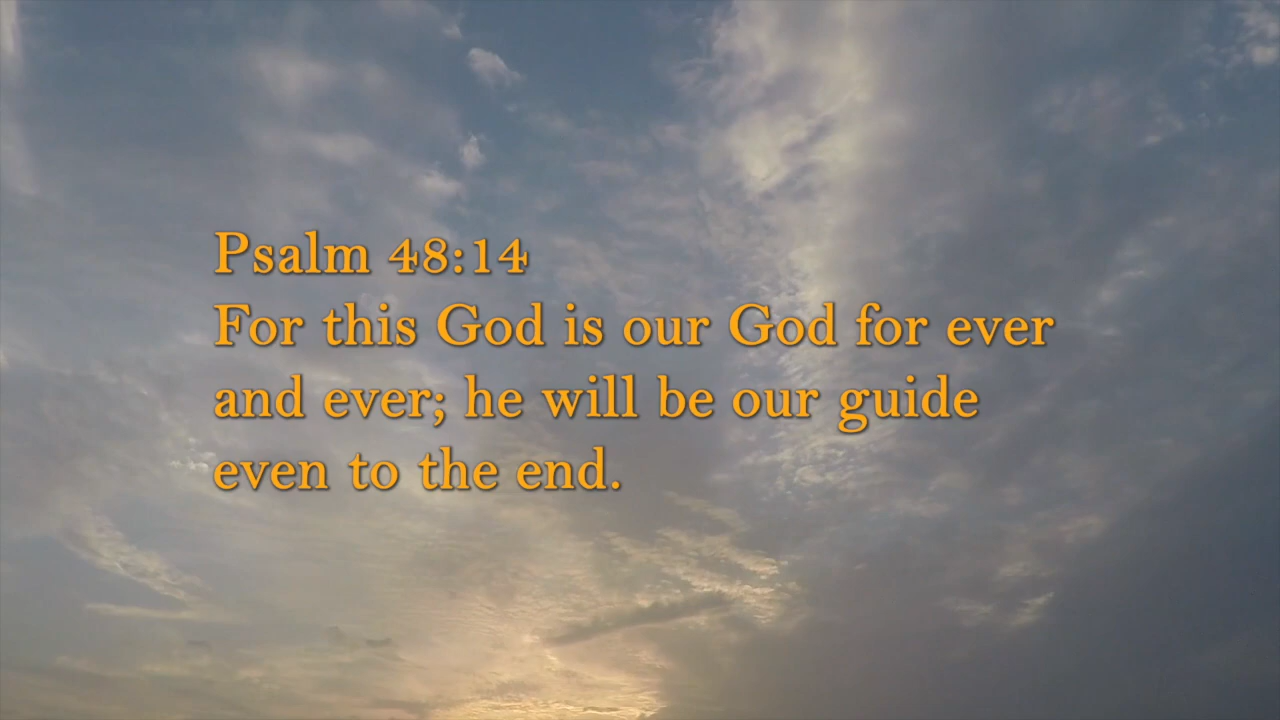 Psalm 48:14
For this God is our God for ever
and ever; he will be our guide
even to the end.